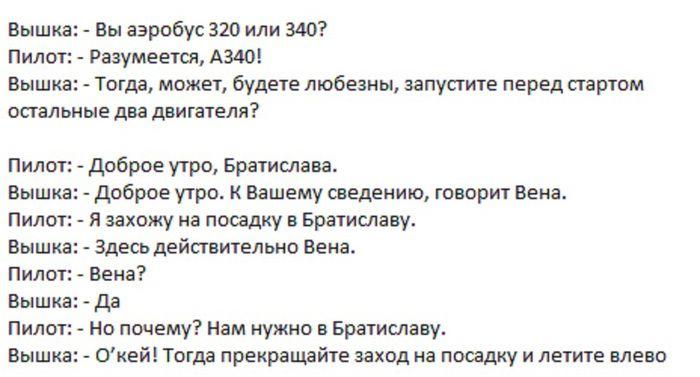 Вышка: - Вы аэробус 320 или 340?
Пилот: - Разумеется, А340!
Вышка: - Тогда, может, будете любезны, запустите перед стартом
остальные два двигателя?
Пилот: - Доброе утро, Братислава.
Вышка: - Доброе утро. К Вашему сведению, говорит Вена.
Пилот: - Я захожу на посадку в Братиславу.
Вышка: - Здесь действительно Вена.
Пилот: - Вена?
Вышка: - Да
Пилот: - Но почему? Нам нужно в Братиславу.
Вышка: - О’кей! Тогда прекращайте заход на посадку и летите влево